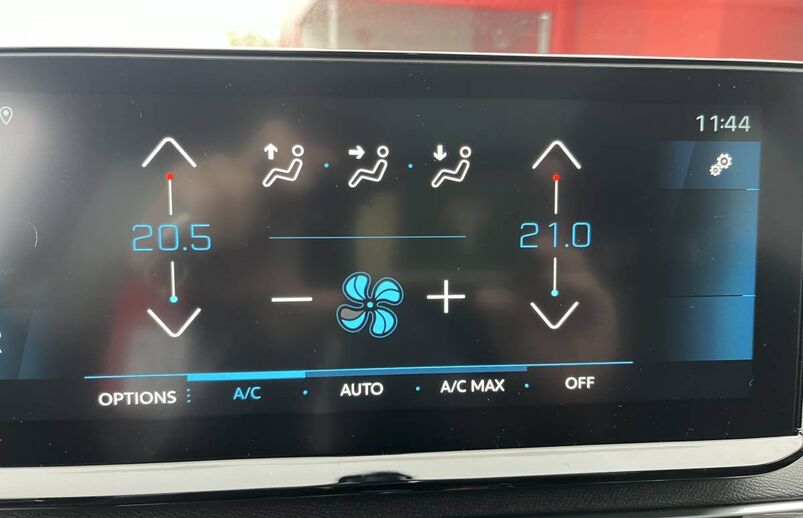 11:44
20.5
21.0
OPTIONS
A/C
AUTO
A/C MAX
OFF